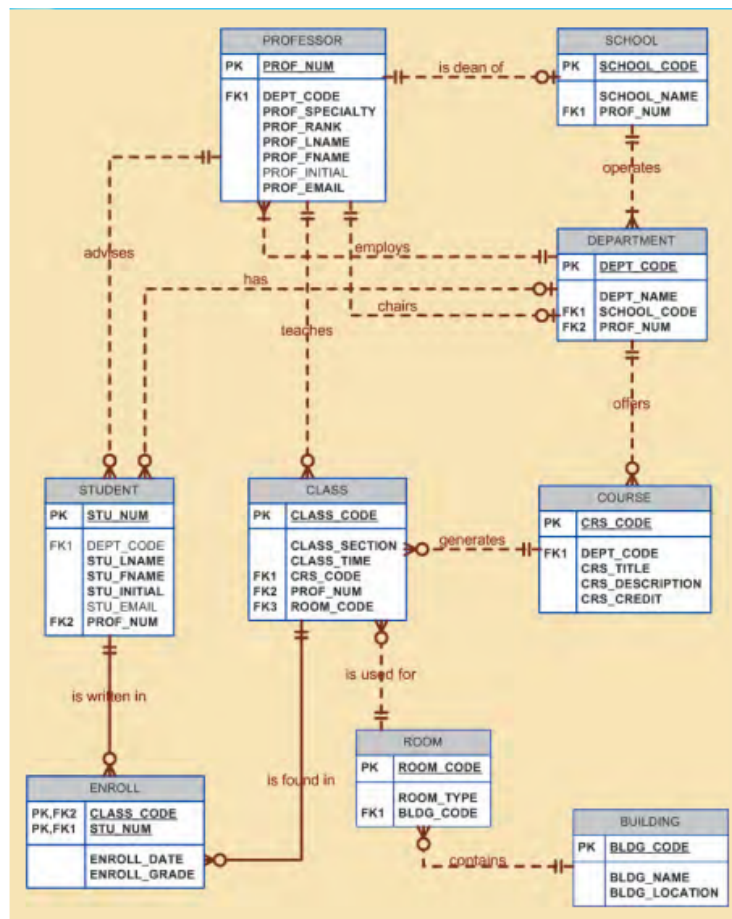 PROFESSOR
PK PROF_NUM
FK1 DEPT_CODE
PROF_SPECIALTY
PROF_RANK
PROF_LNAME
PROF_FNAME
PROF_INITIAL
PROF_EMAIL
is dean of
SCHOOL
PK SCHOOL_CODE
SCHOOL_NAME
FK1 PROF_NUM
operates
advises
employs
has
chairs
teaches
DEPARTMENT
PK DEPT_CODE
DEPT_NAME
FK1 SCHOOL_CODE
FK2 PROF_NUM
offers
STUDENT
PK STU_NUM
FK1 DEPT_CODE
STU_LNAME
STU_FNAME
STU_INITIAL
STU_EMAIL
FK2 PROF_NUM
CLASS
PK CLASS_CODE
CLASS_SECTION
CLASS_TIME
FK1 CRS_CODE
FK2 PROF_NUM
FK3 ROOM_CODE
generates
COURSE
PK CRS_CODE
FK1 DEPT_CODE
CRS_TITLE
CRS_DESCRIPTION
CRS_CREDIT
is written in
is used for
is found in
ROOM
PK ROOM_CODE
ROOM_TYPE
FK1 BLDG_CODE
ENROLL
PK,FK2 CLASS_CODE
PK,FK1 STU_NUM
ENROLL_DATE
ENROLL_GRADE
contains
BUILDING
PK BLDG_CODE
BLDG_NAME
BLDG_LOCATION